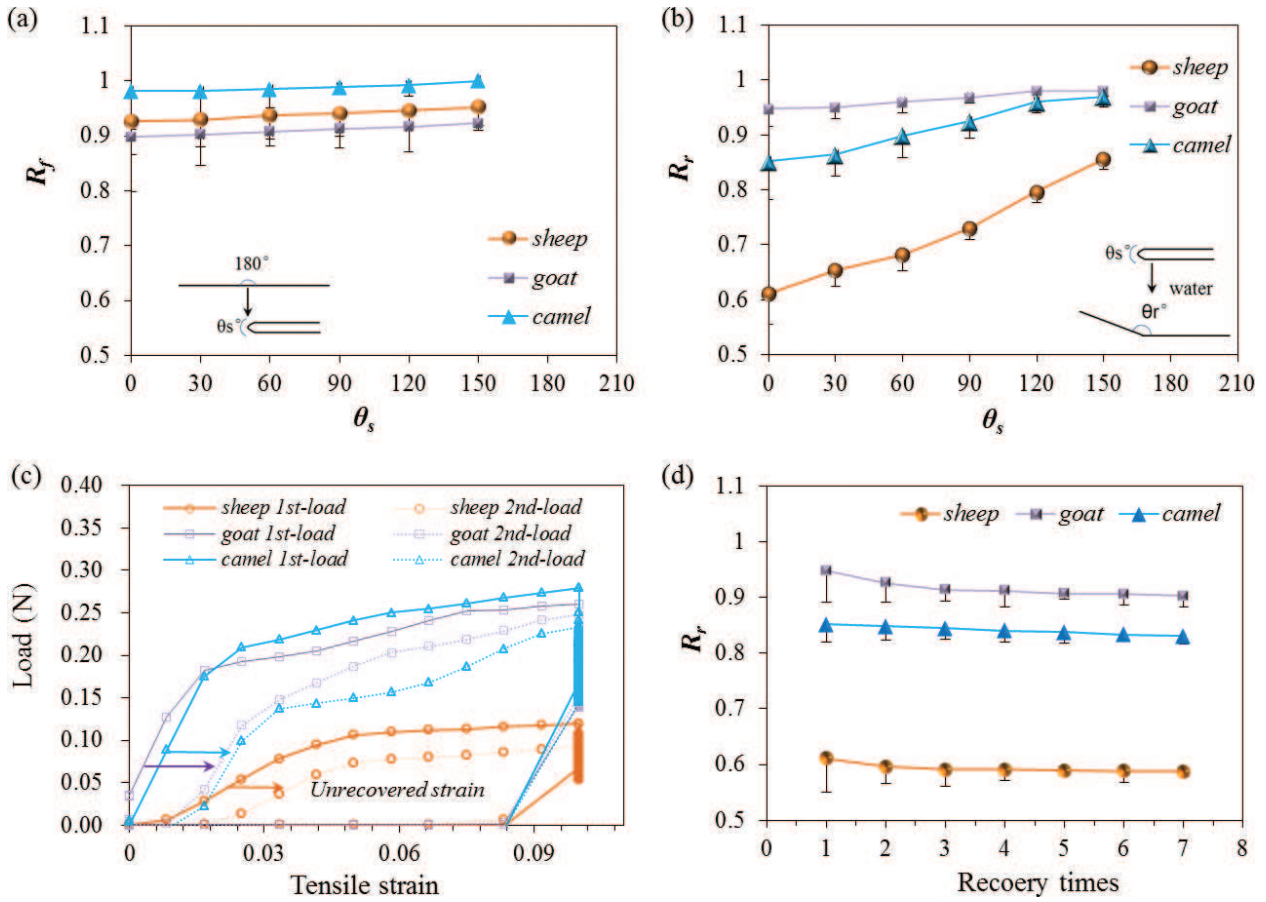 (a)
1.1
1
0.9
0.8
0.7
0.6
0.5
R_f
0 30 60 90 120 150 180 210
θ_s
sheep
goat
camel
180°
θs°
(b)
1.1
1
0.9
0.8
0.7
0.6
0.5
R_r
0 30 60 90 120 150 180 210
θ_s
sheep
goat
camel
θs°
water
θr°
(c)
0.40
0.35
0.30
0.25
0.20
0.15
0.10
0.05
0.00
Load (N)
0 0.03 0.06 0.09
Tensile strain
sheep 1st-load sheep 2nd-load
goat 1st-load goat 2nd-load
camel 1st-load camel 2nd-load
Unrecovered strain
(d)
1.1
1
0.9
0.8
0.7
0.6
0.5
R_r
0 1 2 3 4 5 6 7 8
Recoery times
sheep goat camel